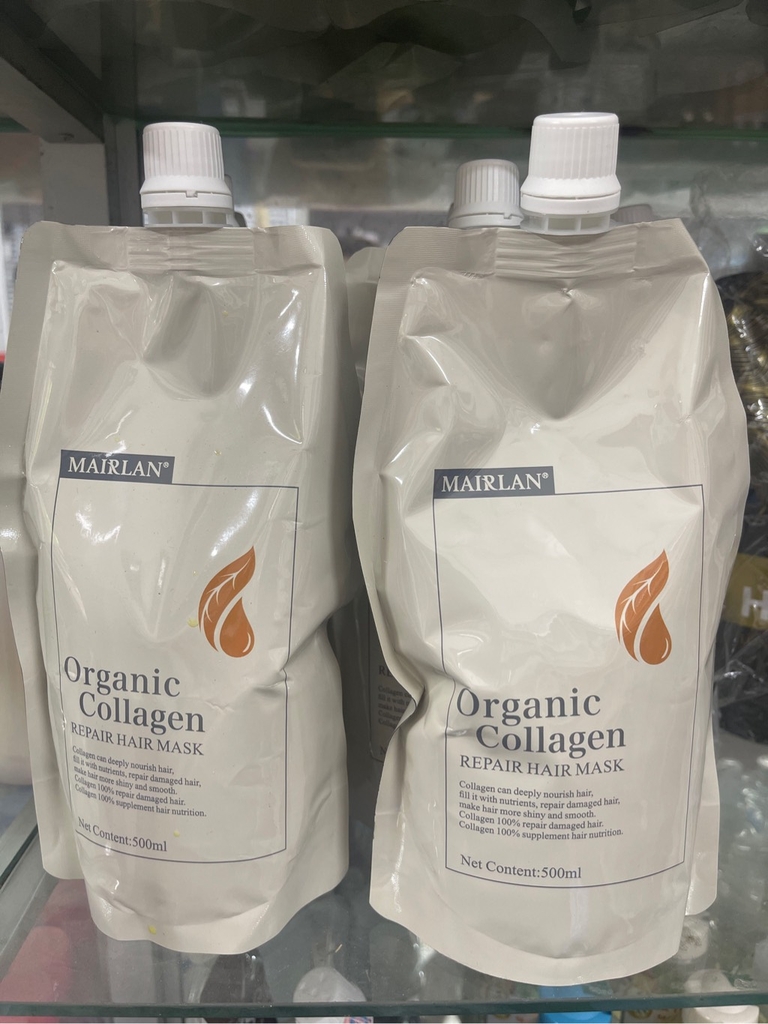 MAIRLAN®
Organic
Collagen
REPAIR HAIR MASK
Collagen can deeply nourish hair,
fill it with nutrients, repair damaged hair,
make hair more shiny and smooth.
Collagen 100% repair damaged hair.
Collagen 100% supplement hair nutrition.
Net Content:500ml
MAIRLAN®
Organic
Collagen
REPAIR HAIR MASK
Collagen can deeply nourish hair,
fill it with nutrients, repair damaged hair,
make hair more shiny and smooth.
Collagen 100% repair damaged hair.
Collagen 100% supplement hair nutrition.
Net Content:500ml